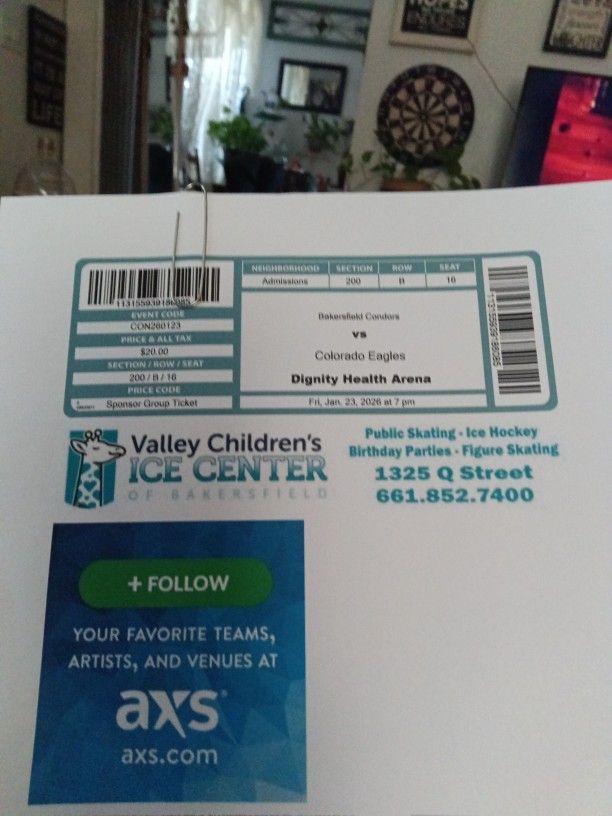 HOPES
LIFE
NEIGHBORHOOD SECTION ROW SEAT
Admissions 200 B 16
EVENT CODE
CON260123
PRICE & ALL TAX
$20.00
SECTION / ROW / SEAT
200 / B / 16
PRICE CODE
Sponsor Group Ticket
Bakersfield Condors
vs
Colorado Eagles
Dignity Health Arena
Fri, Jan. 23, 2026 at 7 pm
Valley Children's
ICE CENTER
OF BAKERSFIELD
Public Skating - Ice Hockey
Birthday Parties - Figure Skating
1325 Q Street
661.852.7400
+ FOLLOW
YOUR FAVORITE TEAMS,
ARTISTS, AND VENUES AT
axs®
axs.com